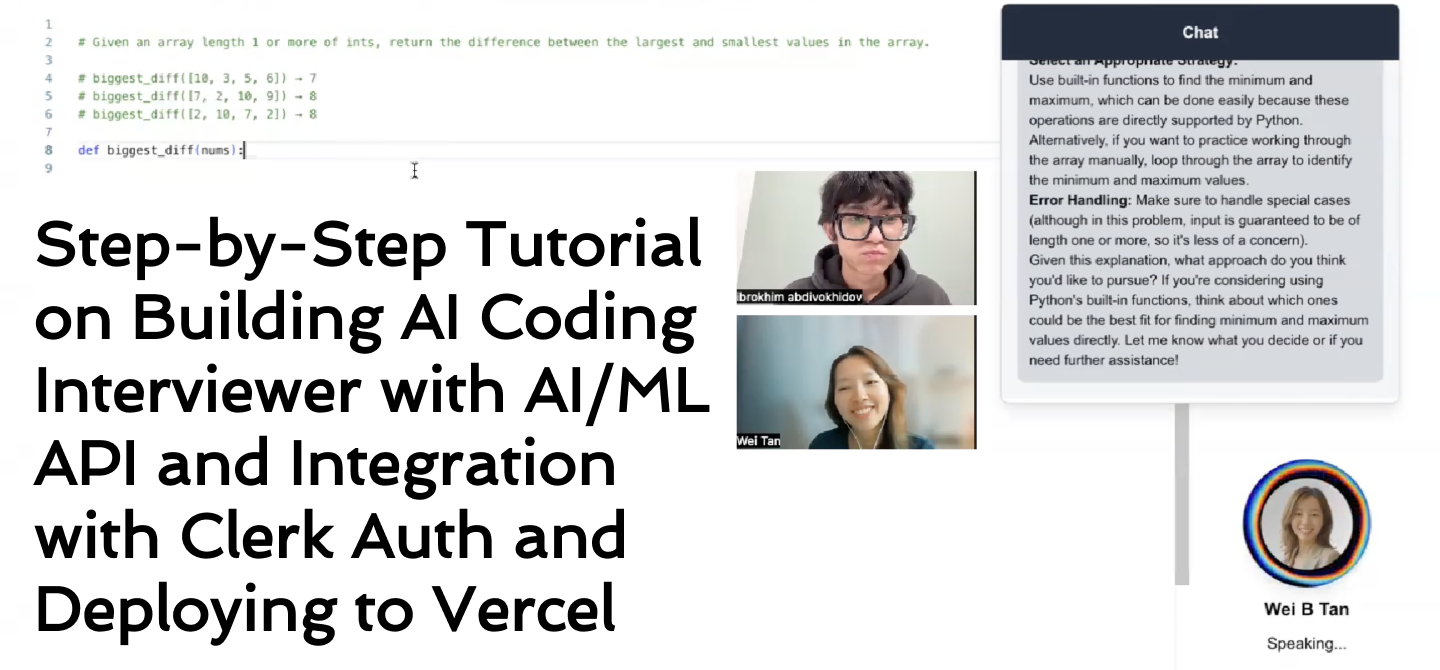 1
2 # Given an array length 1 or more of ints, return the difference between the largest and smallest values in the array.
3
4 # biggest_diff([10, 3, 5, 6]) → 7
5 # biggest_diff([7, 2, 10, 9]) → 8
6 # biggest_diff([2, 10, 7, 2]) → 8
7
8 def biggest_diff(nums):
9
Step-by-Step Tutorial
on Building AI Coding
Interviewer with AI/ML
API and Integration
with Clerk Auth and
Deploying to Vercel
ibrokhim abdivokhidov
Wei Tan
Chat
Select an Appropriate Strategy:
Use built-in functions to find the minimum and
maximum, which can be done easily because these
operations are directly supported by Python.
Alternatively, if you want to practice working through
the array manually, loop through the array to identify
the minimum and maximum values.
Error Handling: Make sure to handle special cases
(although in this problem, input is guaranteed to be of
length one or more, so it's less of a concern).
Given this explanation, what approach do you think
you'd like to pursue? If you're considering using
Python's built-in functions, think about which ones
could be the best fit for finding minimum and maximum
values directly. Let me know what you decide or if you
need further assistance!
Wei B Tan
Speaking...